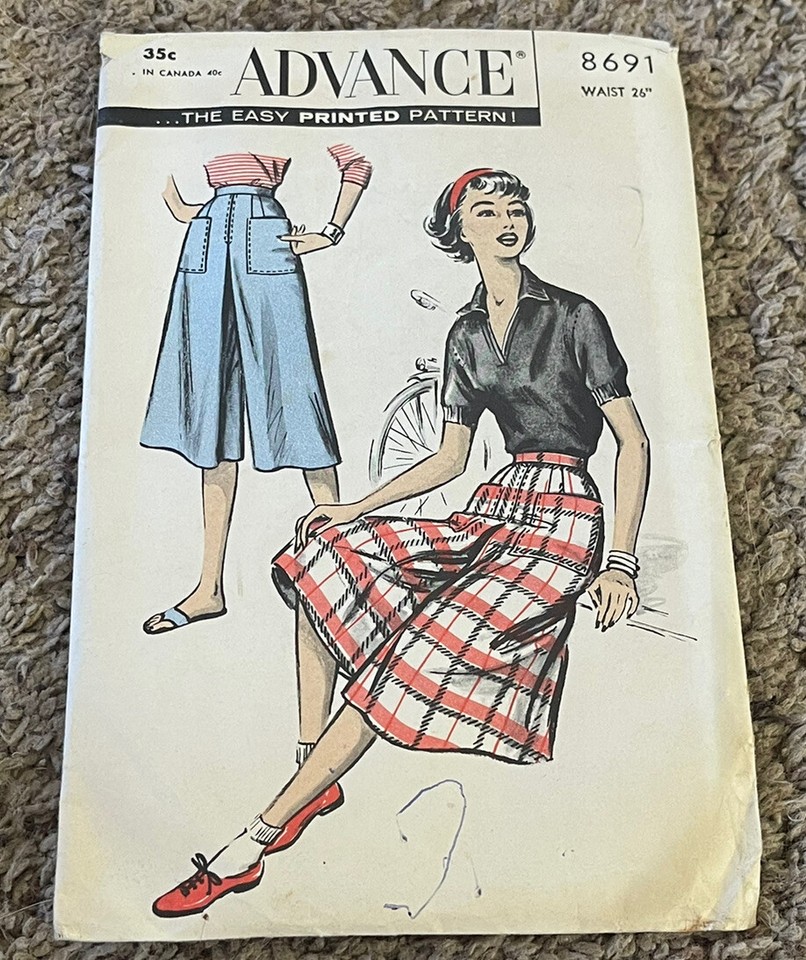 35c
. IN CANADA 40c
ADVANCE®
...THE EASY PRINTED PATTERN!
8691
WAIST 26"